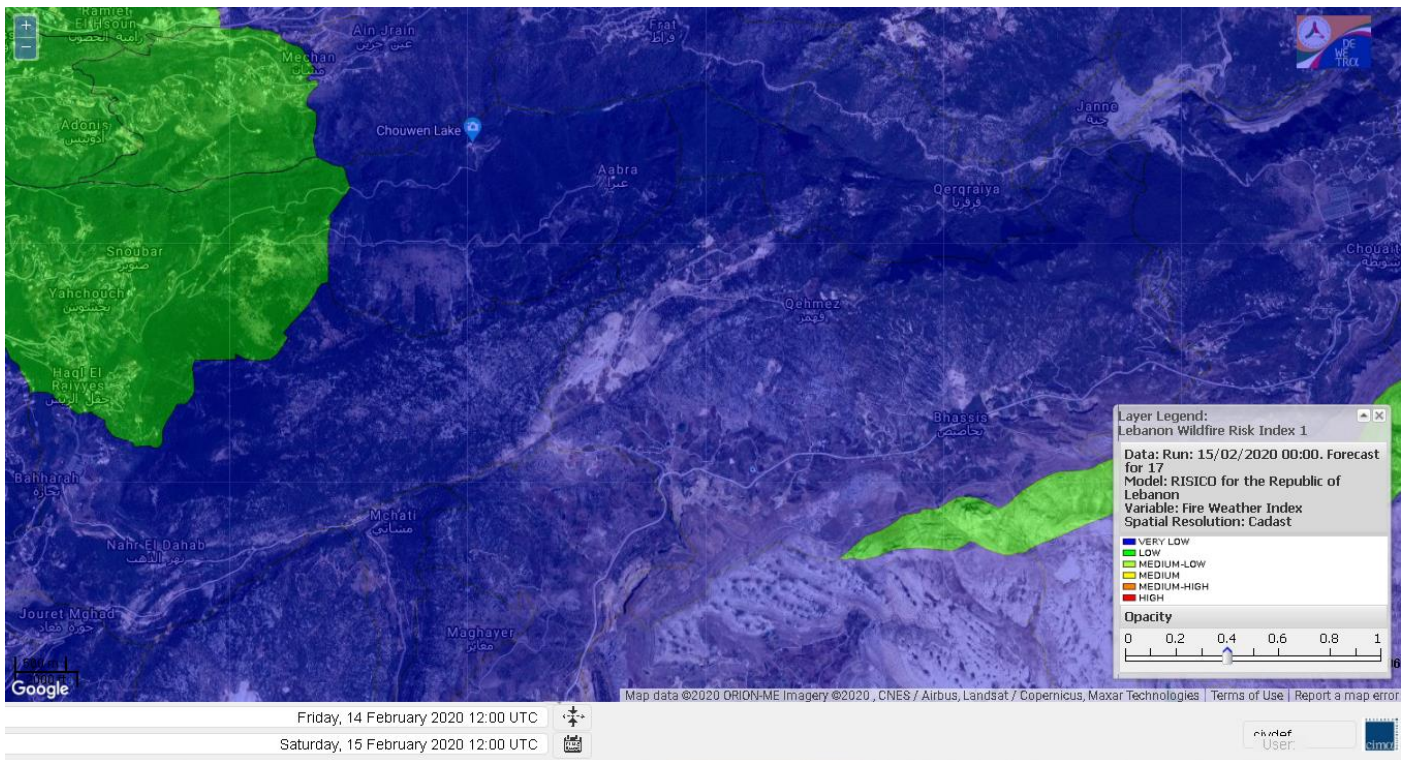 Ramlet
El Hsoun
رامية الحصون
Ain Jrain
عين جرين
Frat
فراط
Mechan
مشان
Janne
جنة
Adonis
أدونيس
Chouwen Lake
Aabra
عبرا
Qerqraiya
قرقريا
Snoubar
صنوبر
Chouait
Yahchouch
يحشوش
Qehmez
قهمز
Haql El
Raiyyes
حقل الريس
Bhassis
بحاصيص
Bahharah
بحارة
Mchati
مشاتي
Nahr El Dahab
نهر الذهب
Jouret Mghad
Maghayer
مغاير
DE
WE
TRα
Layer Legend:
Lebanon Wildfire Risk Index 1
Data: Run: 15/02/2020 00:00. Forecast
for 17
Model: RISICO for the Republic of
Lebanon
Variable: Fire Weather Index
Spatial Resolution: Cadast
VERY LOW
LOW
MEDIUM-LOW
MEDIUM
MEDIUM-HIGH
HIGH
Opacity
0 0.2 0.4 0.6 0.8 1
Google
Map data ©2020 ORION-ME Imagery ©2020 , CNES / Airbus, Landsat / Copernicus, Maxar Technologies
Terms of Use
Report a map error
Friday, 14 February 2020 12:00 UTC
Saturday, 15 February 2020 12:00 UTC
civdef
User:
cima